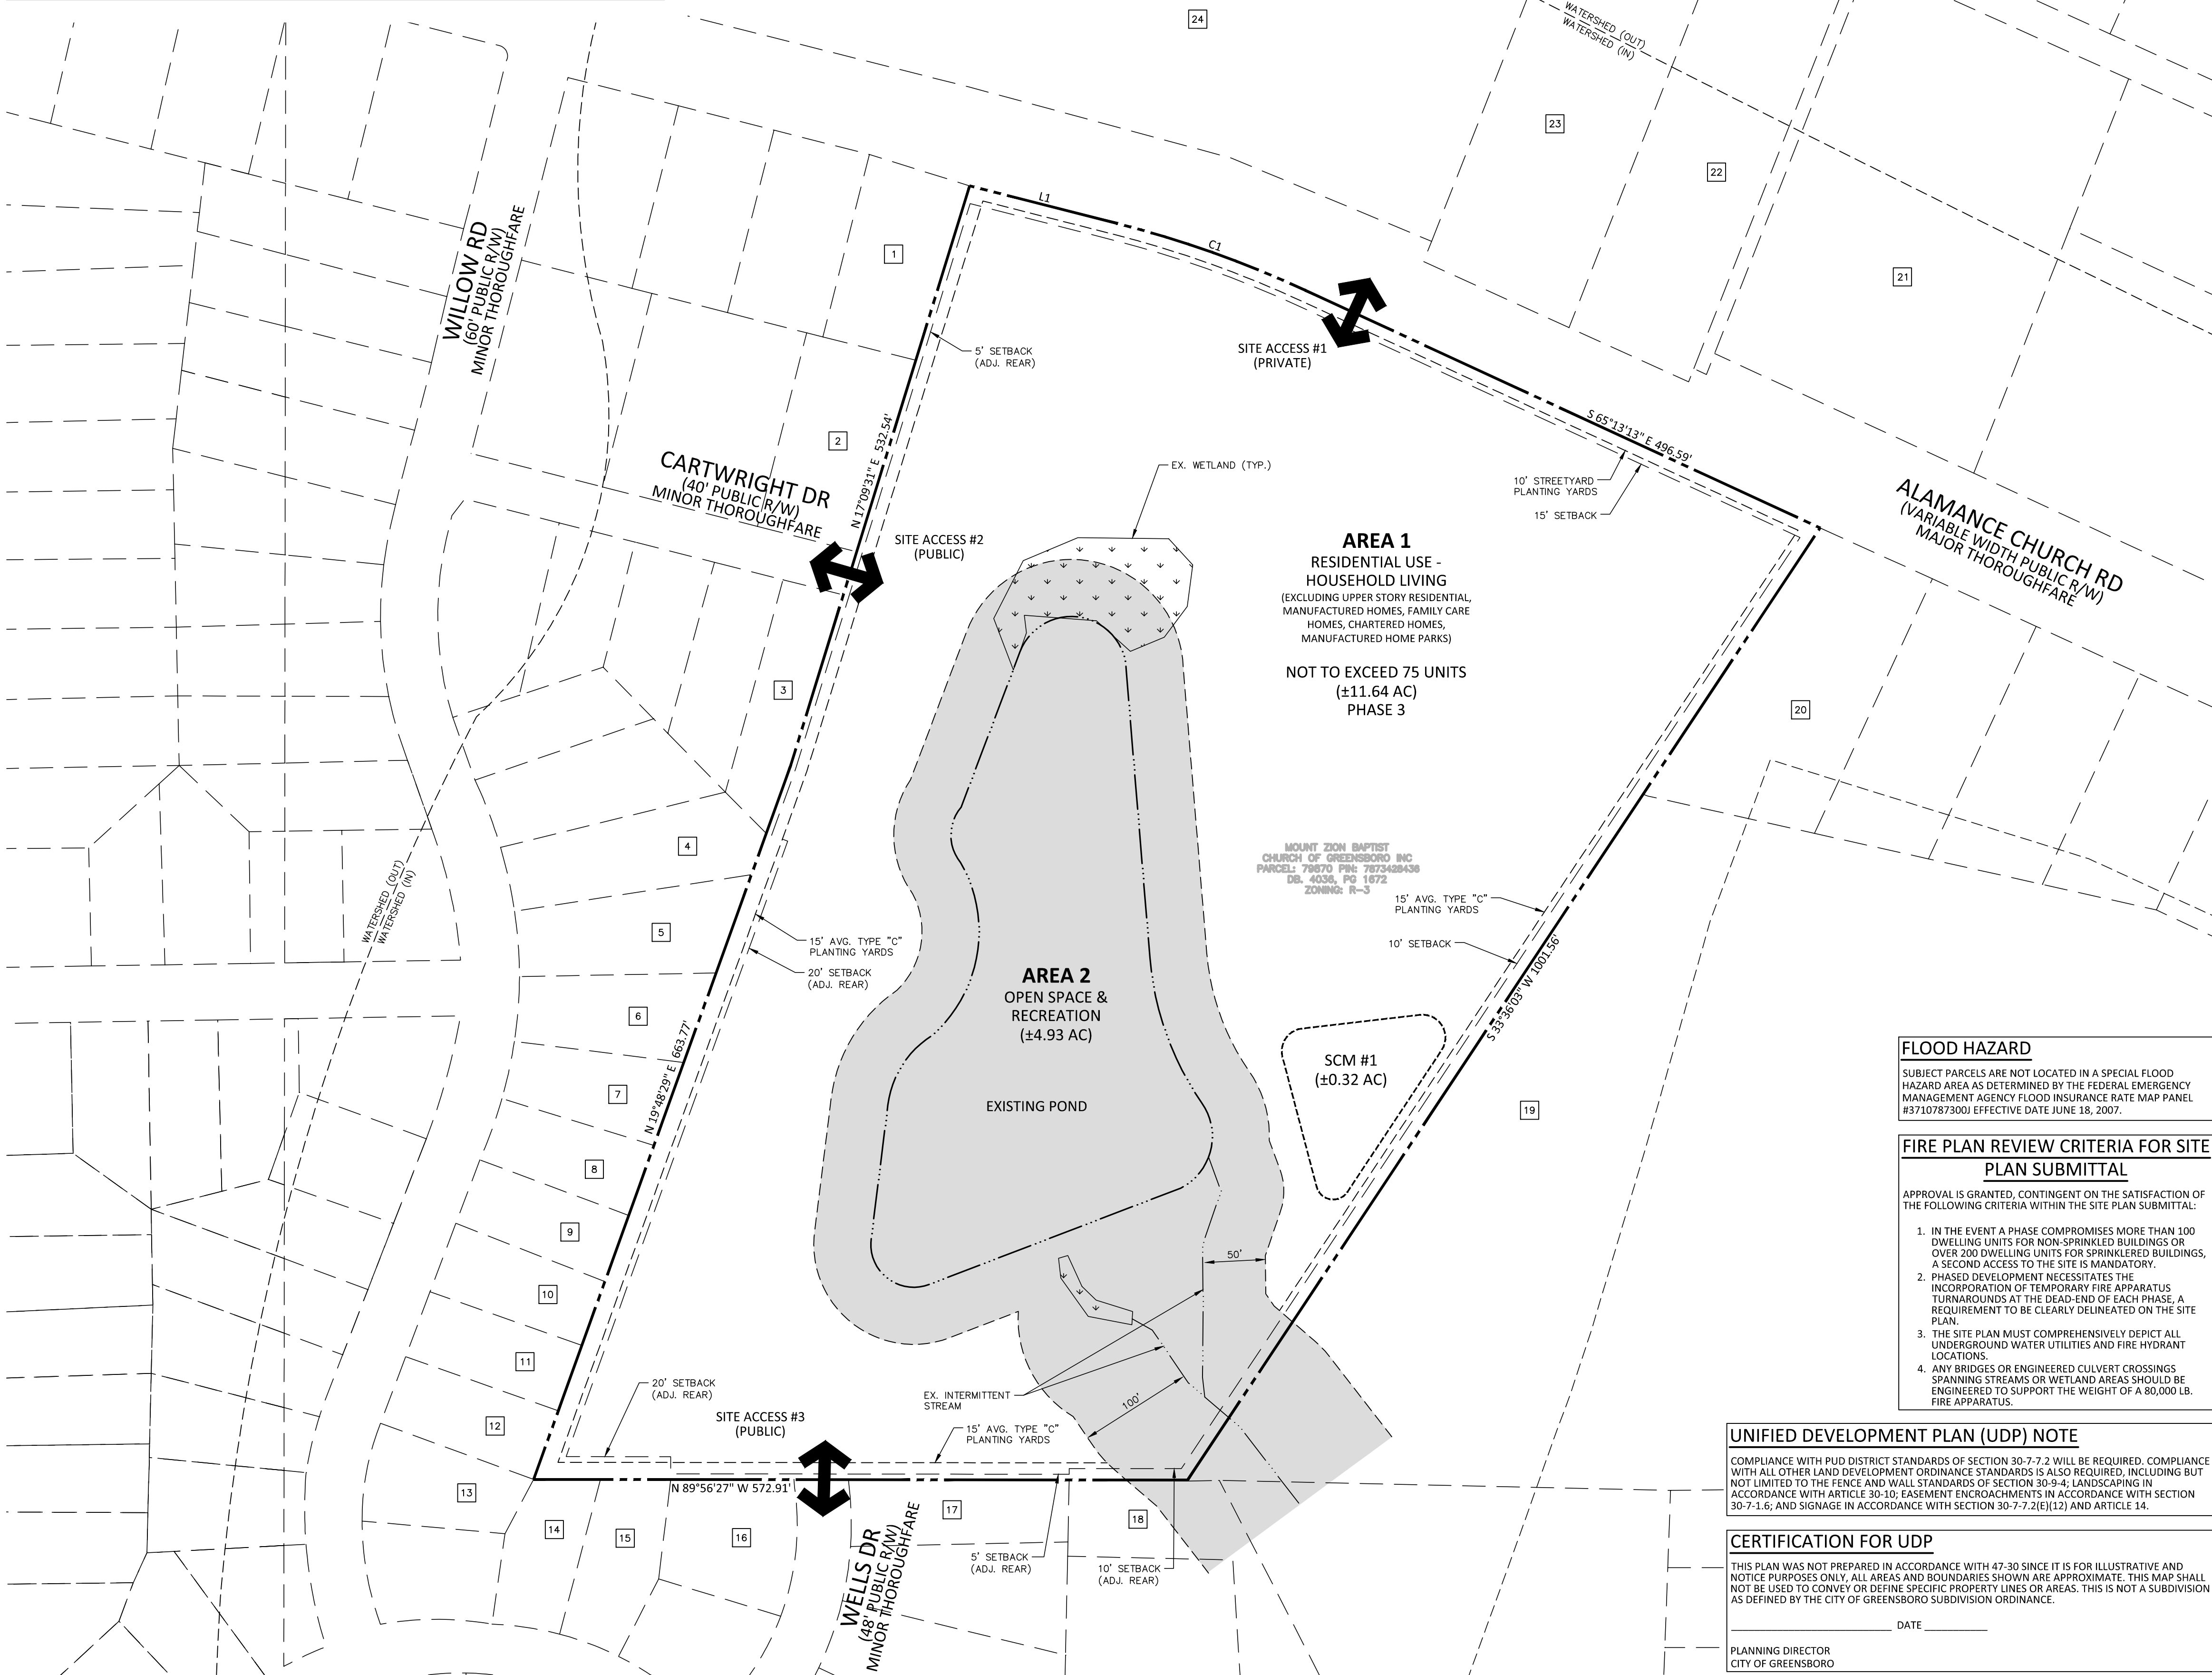 24
WATERSHED (OUT)
WATERSHED (IN)
23
22
21
WILLOW RD
(60' PUBLIC R/W)
MINOR THOROUGHFARE
1
L1
C1
SITE ACCESS #1
(PRIVATE)
5' SETBACK
(ADJ. REAR)
2
N 17°09'31" E 532.54'
CARTWRIGHT DR
(40' PUBLIC R/W)
MINOR THOROUGHFARE
SITE ACCESS #2
(PUBLIC)
EX. WETLAND (TYP.)
S 65°13'13" E 496.59'
10' STREETYARD
PLANTING YARDS
15' SETBACK
ALAMANCE CHURCH RD
(VARIABLE WIDTH PUBLIC R/W)
MAJOR THOROUGHFARE
AREA 1
RESIDENTIAL USE -
HOUSEHOLD LIVING
(EXCLUDING UPPER STORY RESIDENTIAL,
MANUFACTURED HOMES, FAMILY CARE
HOMES, CHARTERED HOMES,
MANUFACTURED HOME PARKS)
NOT TO EXCEED 75 UNITS
(±11.64 AC)
PHASE 3
3
20
4
MOUNT ZION BAPTIST
CHURCH OF GREENSBORO INC
PARCEL: 79870 PIN: 7873428436
DB. 4036, PG 1672
ZONING: R-3
WATERSHED (OUT)
WATERSHED (IN)
5
15' AVG. TYPE "C"
PLANTING YARDS
20' SETBACK
(ADJ. REAR)
15' AVG. TYPE "C"
PLANTING YARDS
10' SETBACK
S 33°36'03" W 1001.56'
AREA 2
OPEN SPACE &
RECREATION
(±4.93 AC)
EXISTING POND
6
N 19°48'29" E 663.77'
7
SCM #1
(±0.32 AC)
19
8
9
10
11
12
13
50'
100'
EX. INTERMITTENT
STREAM
20' SETBACK
(ADJ. REAR)
SITE ACCESS #3
(PUBLIC)
15' AVG. TYPE "C"
PLANTING YARDS
N 89°56'27" W 572.91'
14
15
16
17
18
WELLS DR
(48' PUBLIC R/W)
MINOR THOROUGHFARE
5' SETBACK
(ADJ. REAR)
10' SETBACK
(ADJ. REAR)
FLOOD HAZARD
SUBJECT PARCELS ARE NOT LOCATED IN A SPECIAL FLOOD
HAZARD AREA AS DETERMINED BY THE FEDERAL EMERGENCY
MANAGEMENT AGENCY FLOOD INSURANCE RATE MAP PANEL
#3710787300J EFFECTIVE DATE JUNE 18, 2007.
FIRE PLAN REVIEW CRITERIA FOR SITE
PLAN SUBMITTAL
APPROVAL IS GRANTED, CONTINGENT ON THE SATISFACTION OF
THE FOLLOWING CRITERIA WITHIN THE SITE PLAN SUBMITTAL:
1. IN THE EVENT A PHASE COMPROMISES MORE THAN 100
DWELLING UNITS FOR NON-SPRINKLED BUILDINGS OR
OVER 200 DWELLING UNITS FOR SPRINKLERED BUILDINGS,
A SECOND ACCESS TO THE SITE IS MANDATORY.
2. PHASED DEVELOPMENT NECESSITATES THE
INCORPORATION OF TEMPORARY FIRE APPARATUS
TURNAROUNDS AT THE DEAD-END OF EACH PHASE, A
REQUIREMENT TO BE CLEARLY DELINEATED ON THE SITE
PLAN.
3. THE SITE PLAN MUST COMPREHENSIVELY DEPICT ALL
UNDERGROUND WATER UTILITIES AND FIRE HYDRANT
LOCATIONS.
4. ANY BRIDGES OR ENGINEERED CULVERT CROSSINGS
SPANNING STREAMS OR WETLAND AREAS SHOULD BE
ENGINEERED TO SUPPORT THE WEIGHT OF A 80,000 LB.
FIRE APPARATUS.
UNIFIED DEVELOPMENT PLAN (UDP) NOTE
COMPLIANCE WITH PUD DISTRICT STANDARDS OF SECTION 30-7-7.2 WILL BE REQUIRED. COMPLIANCE
WITH ALL OTHER LAND DEVELOPMENT ORDINANCE STANDARDS IS ALSO REQUIRED, INCLUDING BUT
NOT LIMITED TO THE FENCE AND WALL STANDARDS OF SECTION 30-9-4; LANDSCAPING IN
ACCORDANCE WITH ARTICLE 30-10; EASEMENT ENCROACHMENTS IN ACCORDANCE WITH SECTION
30-7-1.6; AND SIGNAGE IN ACCORDANCE WITH SECTION 30-7-7.2(E)(12) AND ARTICLE 14.
CERTIFICATION FOR UDP
THIS PLAN WAS NOT PREPARED IN ACCORDANCE WITH 47-30 SINCE IT IS FOR ILLUSTRATIVE AND
NOTICE PURPOSES ONLY, ALL AREAS AND BOUNDARIES SHOWN ARE APPROXIMATE. THIS MAP SHALL
NOT BE USED TO CONVEY OR DEFINE SPECIFIC PROPERTY LINES OR AREAS. THIS IS NOT A SUBDIVISION
AS DEFINED BY THE CITY OF GREENSBORO SUBDIVISION ORDINANCE.
DATE
PLANNING DIRECTOR
CITY OF GREENSBORO